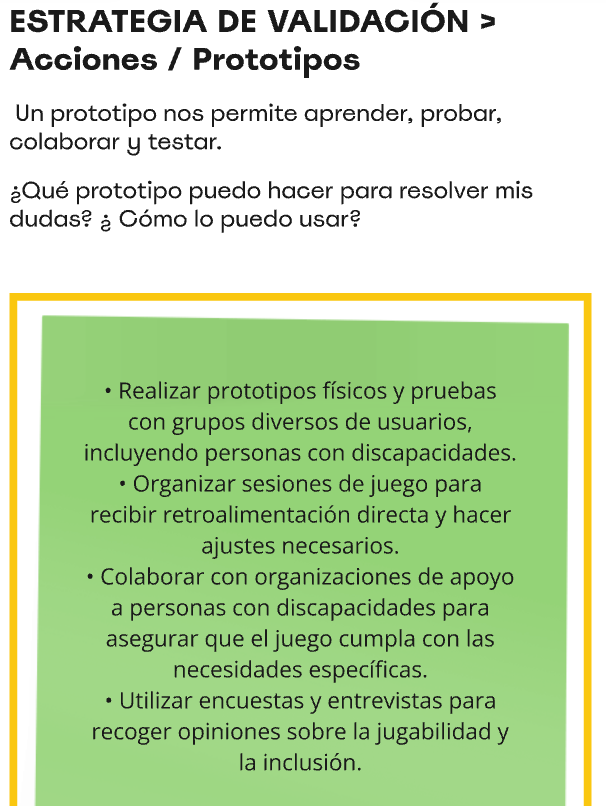 ESTRATEGIA DE VALIDACIÓN >
Acciones / Prototipos
Un prototipo nos permite aprender, probar,
colaborar y testar.
¿Qué prototipo puedo hacer para resolver mis
dudas? ¿ Cómo lo puedo usar?
• Realizar prototipos físicos y pruebas
con grupos diversos de usuarios,
incluyendo personas con discapacidades.
• Organizar sesiones de juego para
recibir retroalimentación directa y hacer
ajustes necesarios.
• Colaborar con organizaciones de apoyo
a personas con discapacidades para
asegurar que el juego cumpla con las
necesidades específicas.
• Utilizar encuestas y entrevistas para
recoger opiniones sobre la jugabilidad y
la inclusión.